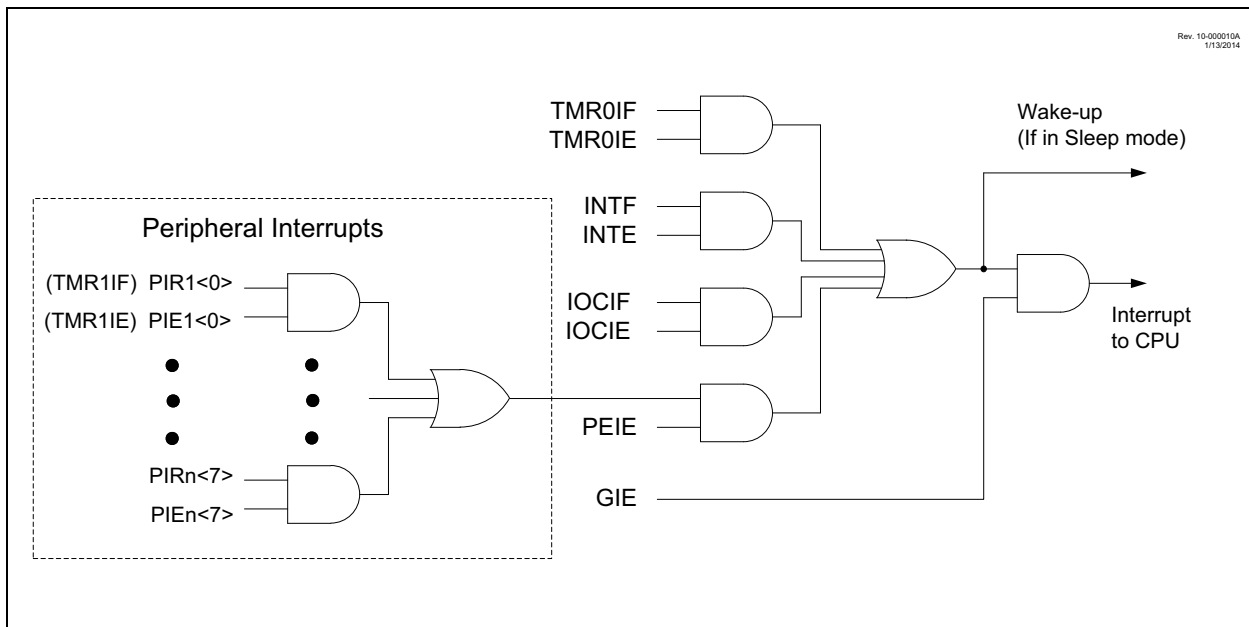 Rev. 10-000010A
1/13/2014
TMR0IF
TMR0IE
Wake-up
(If in Sleep mode)
Peripheral Interrupts
INTF
INTE
(TMR1IF) PIR1<0>
(TMR1IE) PIE1<0>
IOCIF
IOCIE
Interrupt
to CPU
PEIE
PIRn<7>
PIEn<7>
GIE